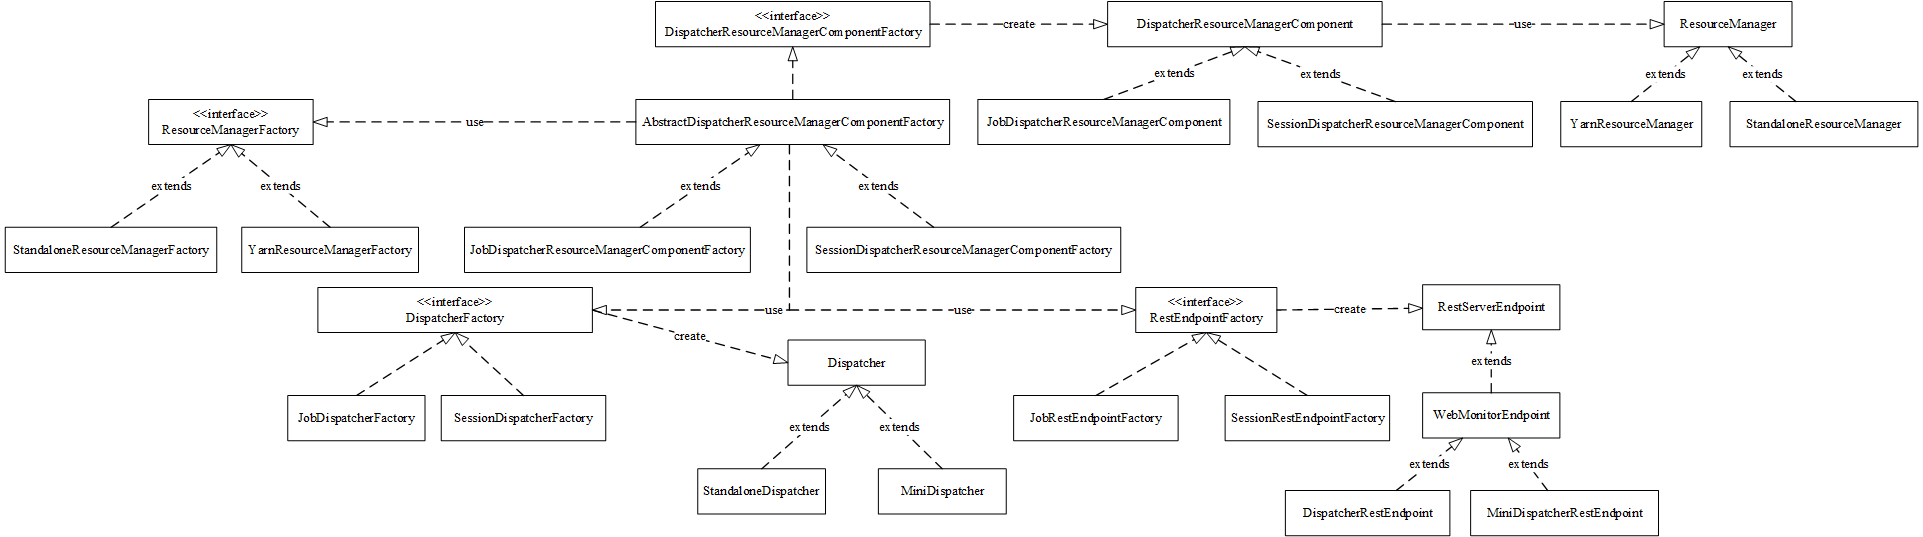 <<interface>>
DispatcherResourceManagerComponentFactory
create
DispatcherResourceManagerComponent
use
ResourceManager
extends
extends
extends
extends
<<interface>>
ResourceManagerFactory
use
AbstractDispatcherResourceManagerComponentFactory
JobDispatcherResourceManagerComponent
SessionDispatcherResourceManagerComponent
YarnResourceManager
StandaloneResourceManager
extends
extends
extends
extends
StandaloneResourceManagerFactory
YarnResourceManagerFactory
JobDispatcherResourceManagerComponentFactory
SessionDispatcherResourceManagerComponentFactory
<<interface>>
DispatcherFactory
use
use
<<interface>>
RestEndpointFactory
create
RestServerEndpoint
create
Dispatcher
extends
JobDispatcherFactory
SessionDispatcherFactory
JobRestEndpointFactory
SessionRestEndpointFactory
WebMonitorEndpoint
extends
extends
extends
extends
StandaloneDispatcher
MiniDispatcher
DispatcherRestEndpoint
MiniDispatcherRestEndpoint